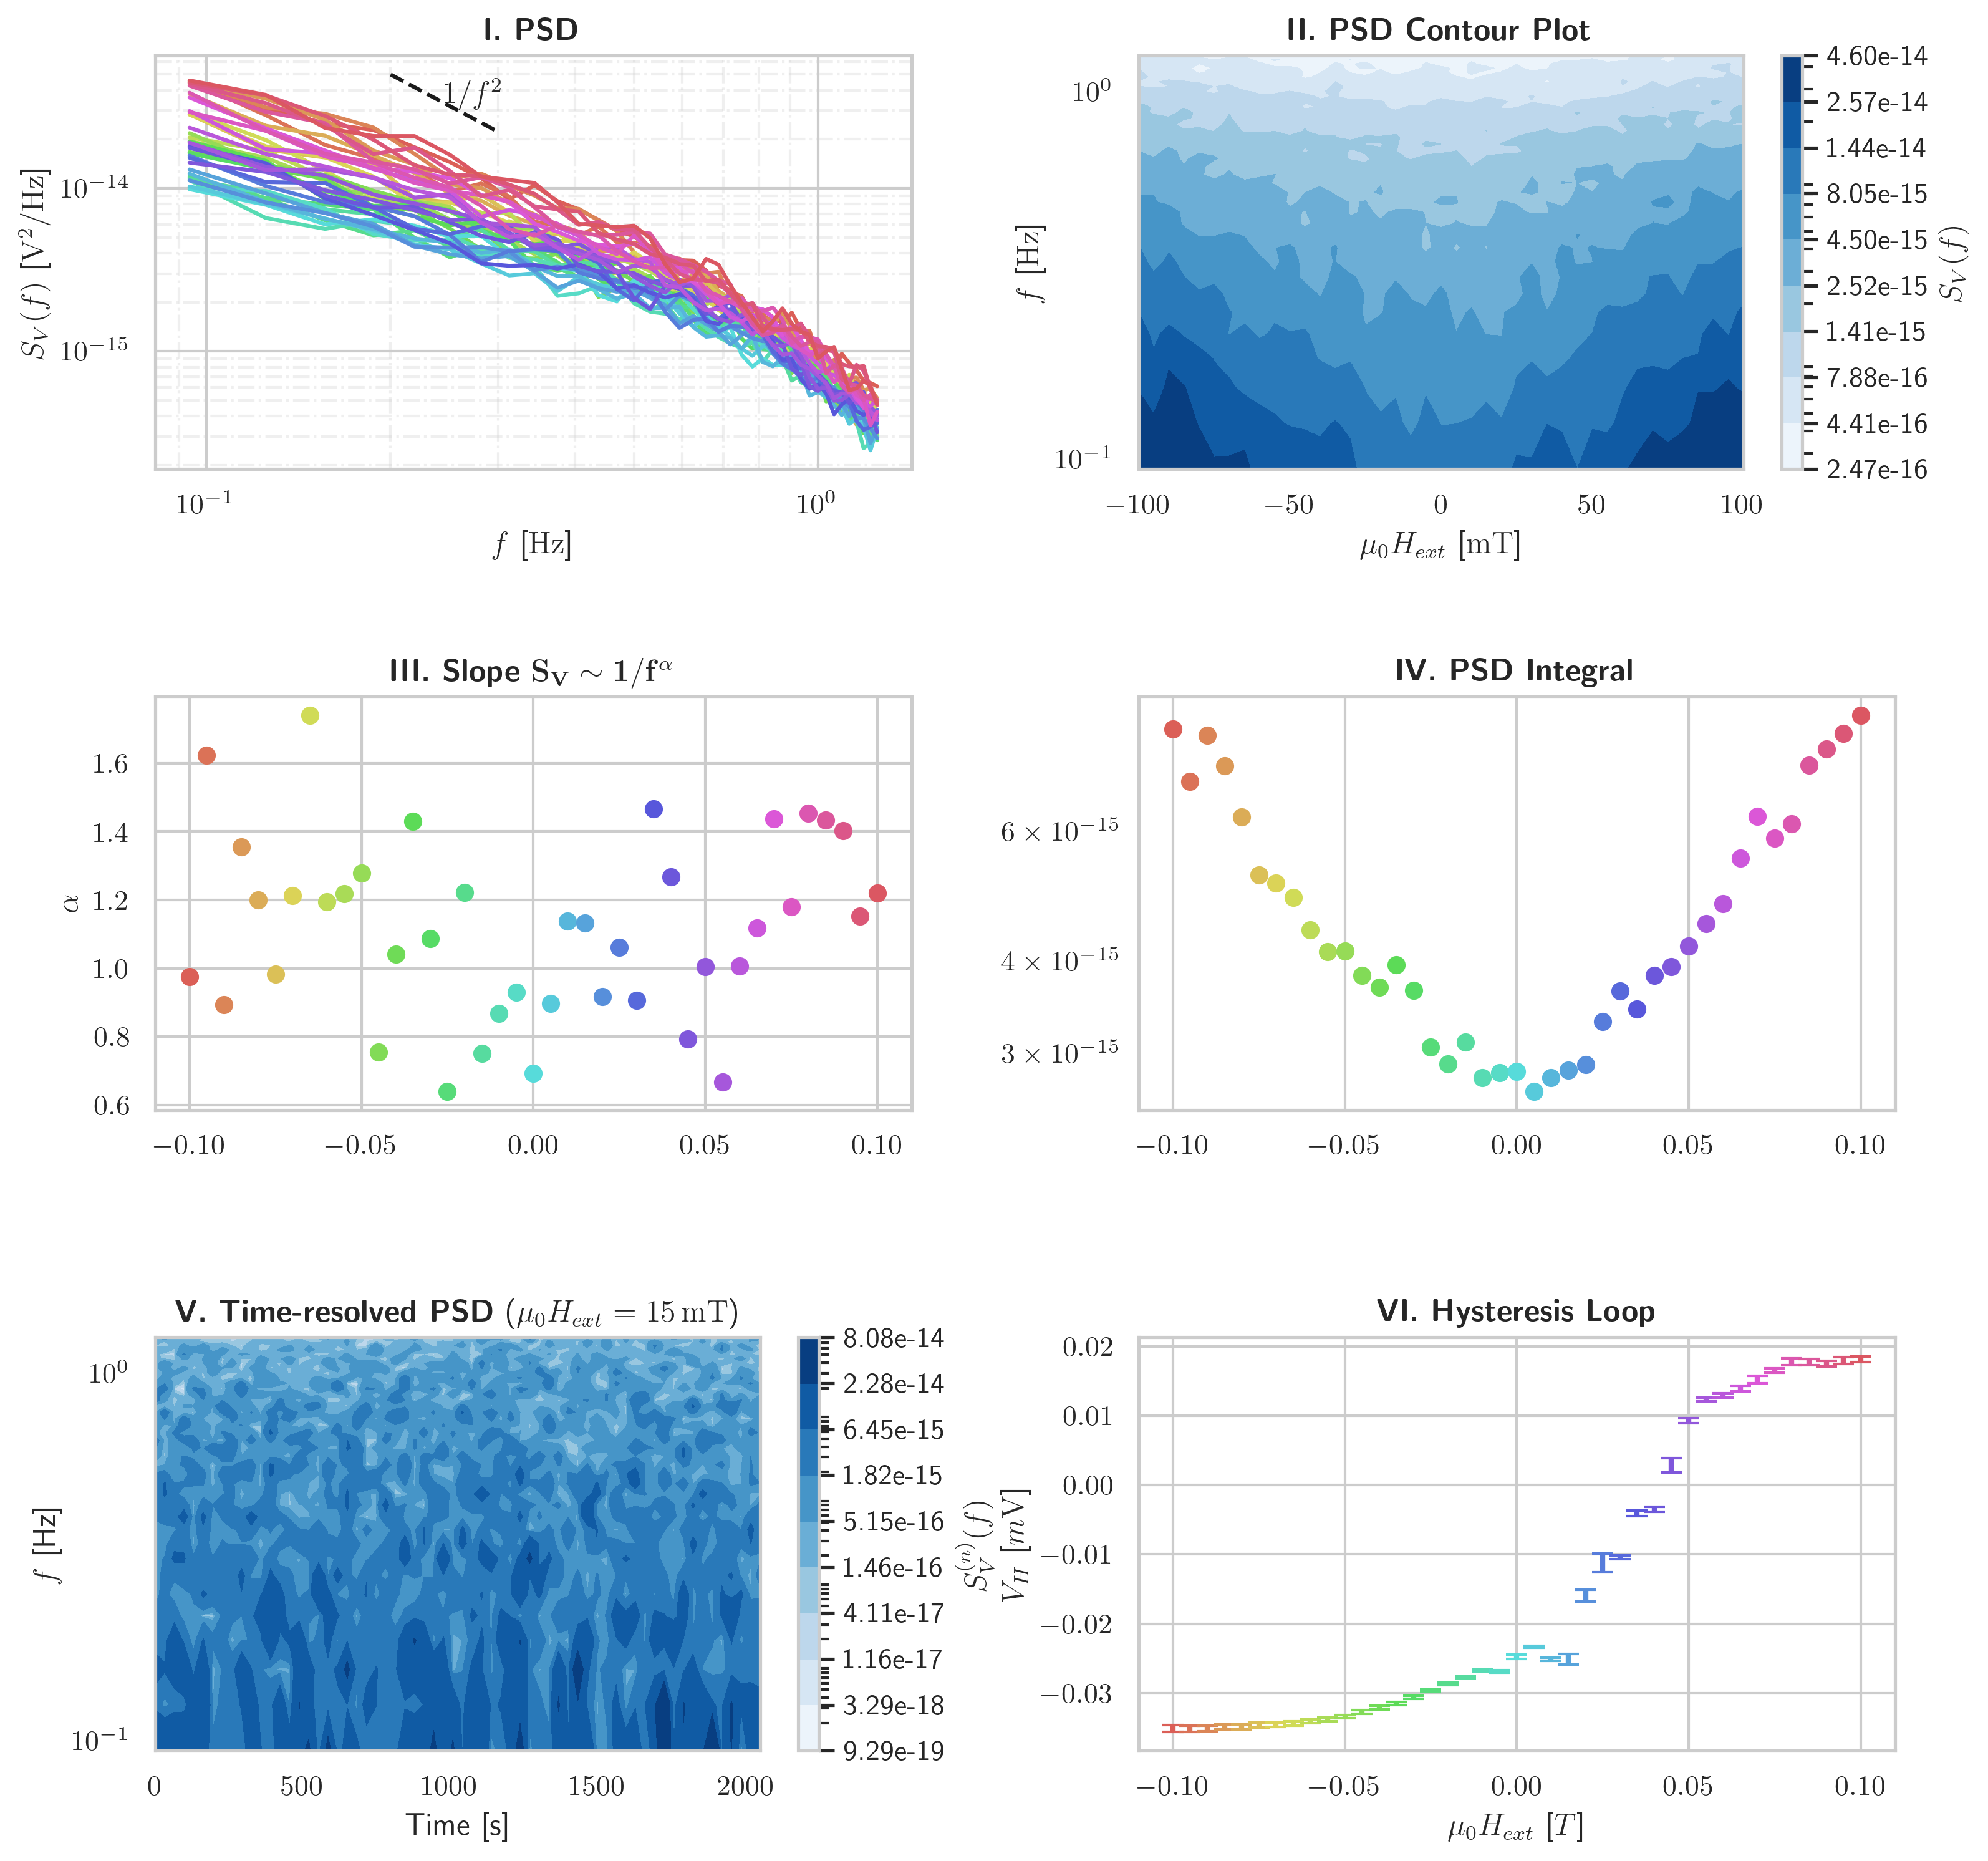 I. PSD
1/f²
S_V(f) [V²/Hz]
10⁻¹⁴
10⁻¹⁵
10⁻¹
10⁰
f [Hz]
II. PSD Contour Plot
f [Hz]
10⁰
10⁻¹
−100
−50
0
50
100
μ₀H_ext [mT]
4.60e-14
2.57e-14
1.44e-14
8.05e-15
4.50e-15
2.52e-15
1.41e-15
7.88e-16
4.41e-16
2.47e-16
S_V(f)
III. Slope S_V ∼ 1/f^α
α
1.6
1.4
1.2
1.0
0.8
0.6
−0.10
−0.05
0.00
0.05
0.10
IV. PSD Integral
6 × 10⁻¹⁵
4 × 10⁻¹⁵
3 × 10⁻¹⁵
−0.10
−0.05
0.00
0.05
0.10
V. Time-resolved PSD (μ₀H_ext = 15 mT)
f [Hz]
10⁰
10⁻¹
0
500
1000
1500
2000
Time [s]
8.08e-14
2.28e-14
6.45e-15
1.82e-15
5.15e-16
1.46e-16
4.11e-17
1.16e-17
3.29e-18
9.29e-19
S_V^(n)(f)
VI. Hysteresis Loop
V_H [mV]
0.02
0.01
0.00
−0.01
−0.02
−0.03
−0.10
−0.05
0.00
0.05
0.10
μ₀H_ext [T]